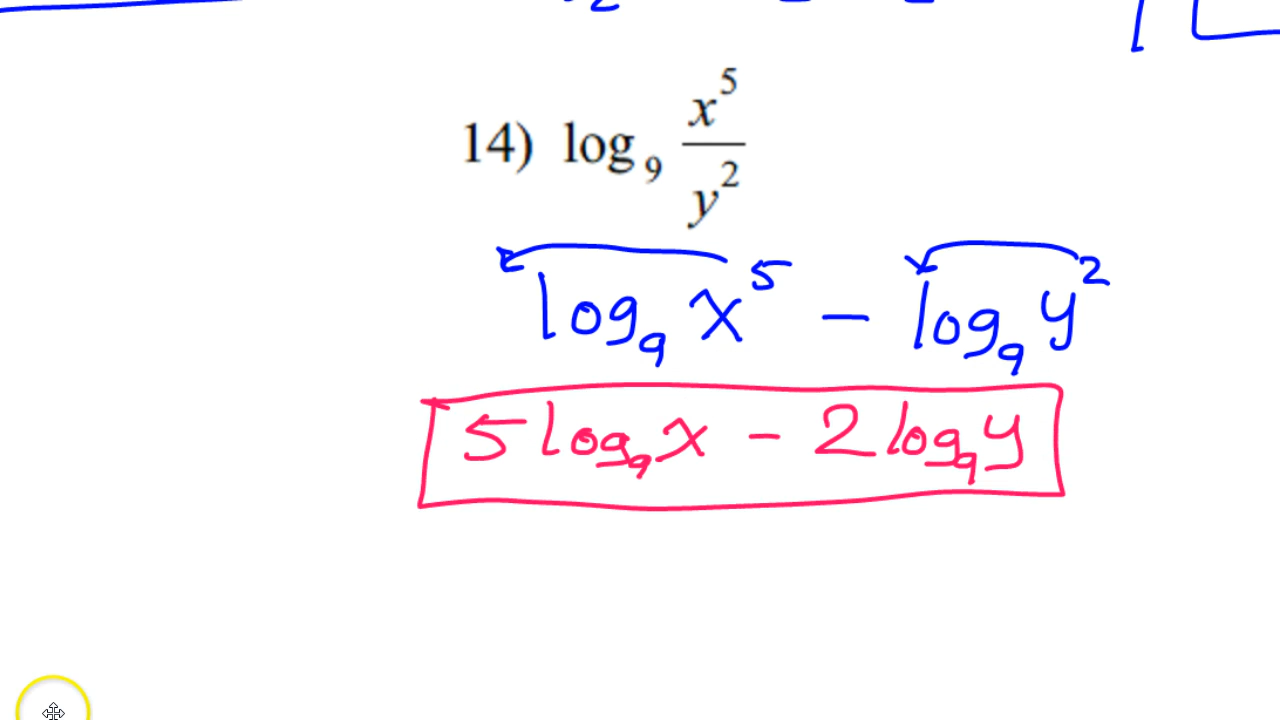 14) log₉ x⁵/y²
log₉ x⁵ − log₉ y²
5 log₉ x − 2 log₉ y